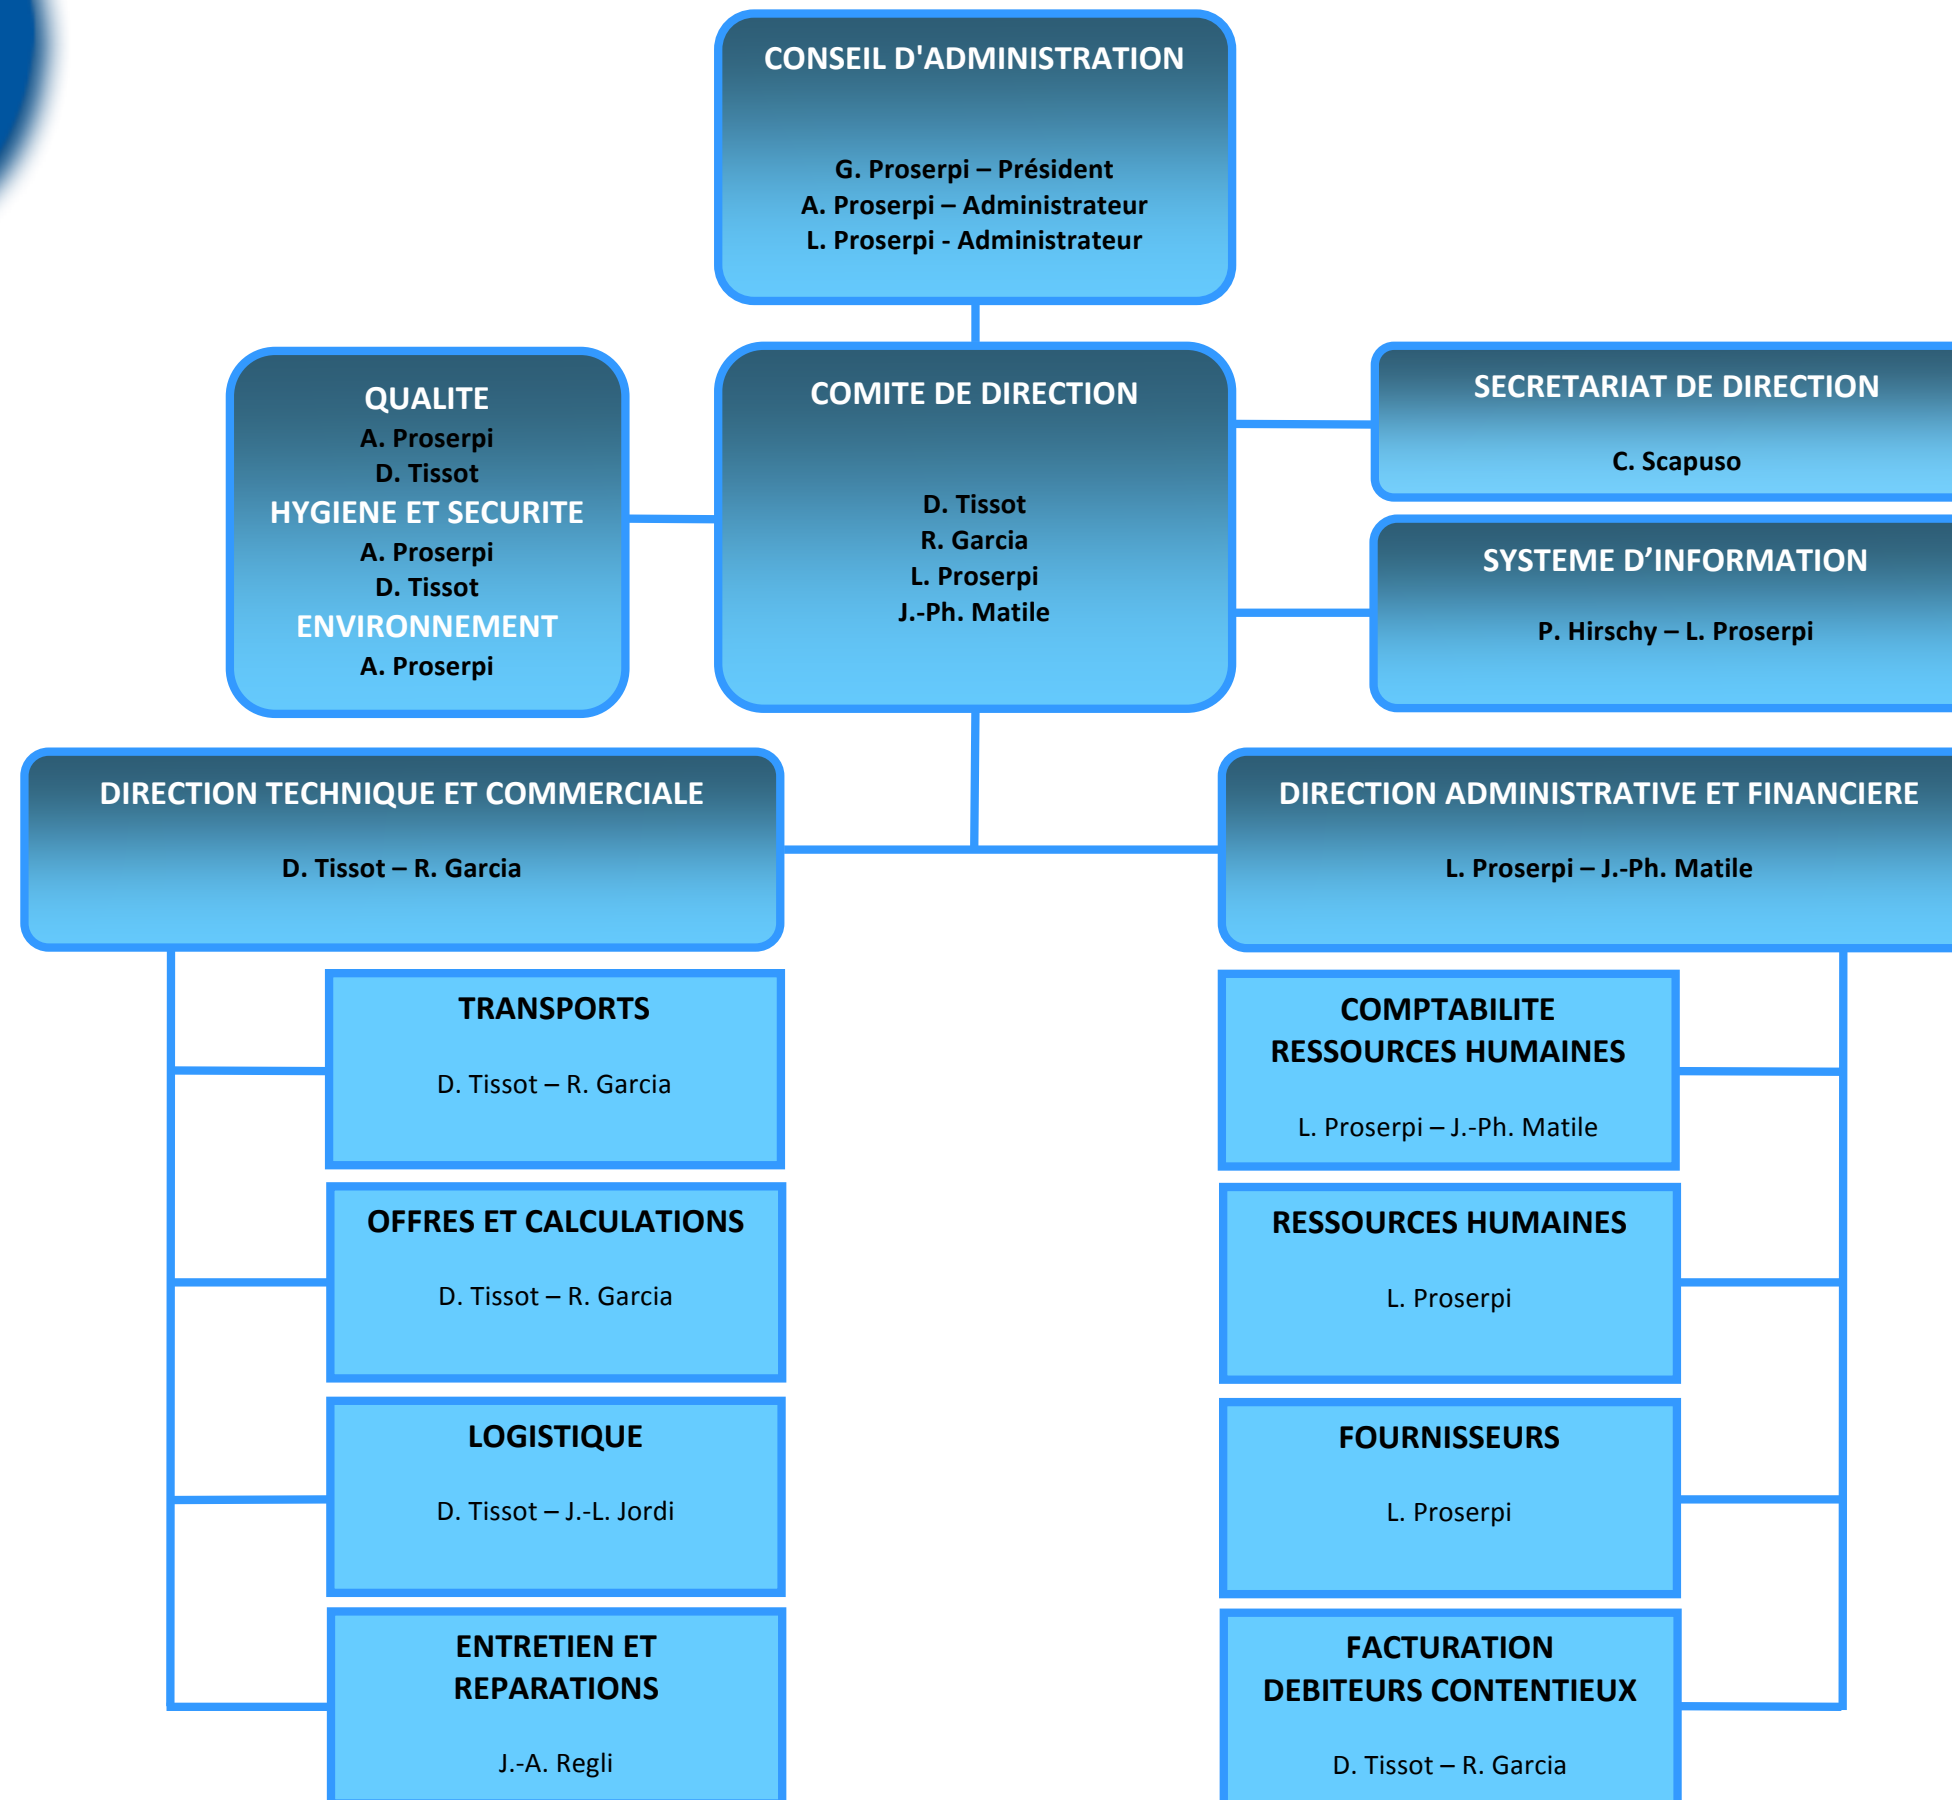 CONSEIL D'ADMINISTRATION
G. Proserpi – Président
A. Proserpi – Administrateur
L. Proserpi - Administrateur
QUALITE
A. Proserpi
D. Tissot
HYGIENE ET SECURITE
A. Proserpi
D. Tissot
ENVIRONNEMENT
A. Proserpi
COMITE DE DIRECTION
D. Tissot
R. Garcia
L. Proserpi
J.-Ph. Matile
SECRETARIAT DE DIRECTION
C. Scapuso
SYSTEME D’INFORMATION
P. Hirschy – L. Proserpi
DIRECTION TECHNIQUE ET COMMERCIALE
D. Tissot – R. Garcia
DIRECTION ADMINISTRATIVE ET FINANCIERE
L. Proserpi – J.-Ph. Matile
TRANSPORTS
D. Tissot – R. Garcia
OFFRES ET CALCULATIONS
D. Tissot – R. Garcia
LOGISTIQUE
D. Tissot – J.-L. Jordi
ENTRETIEN ET
REPARATIONS
J.-A. Regli
COMPTABILITE
RESSOURCES HUMAINES
L. Proserpi – J.-Ph. Matile
RESSOURCES HUMAINES
L. Proserpi
FOURNISSEURS
L. Proserpi
FACTURATION
DEBITEURS CONTENTIEUX
D. Tissot – R. Garcia